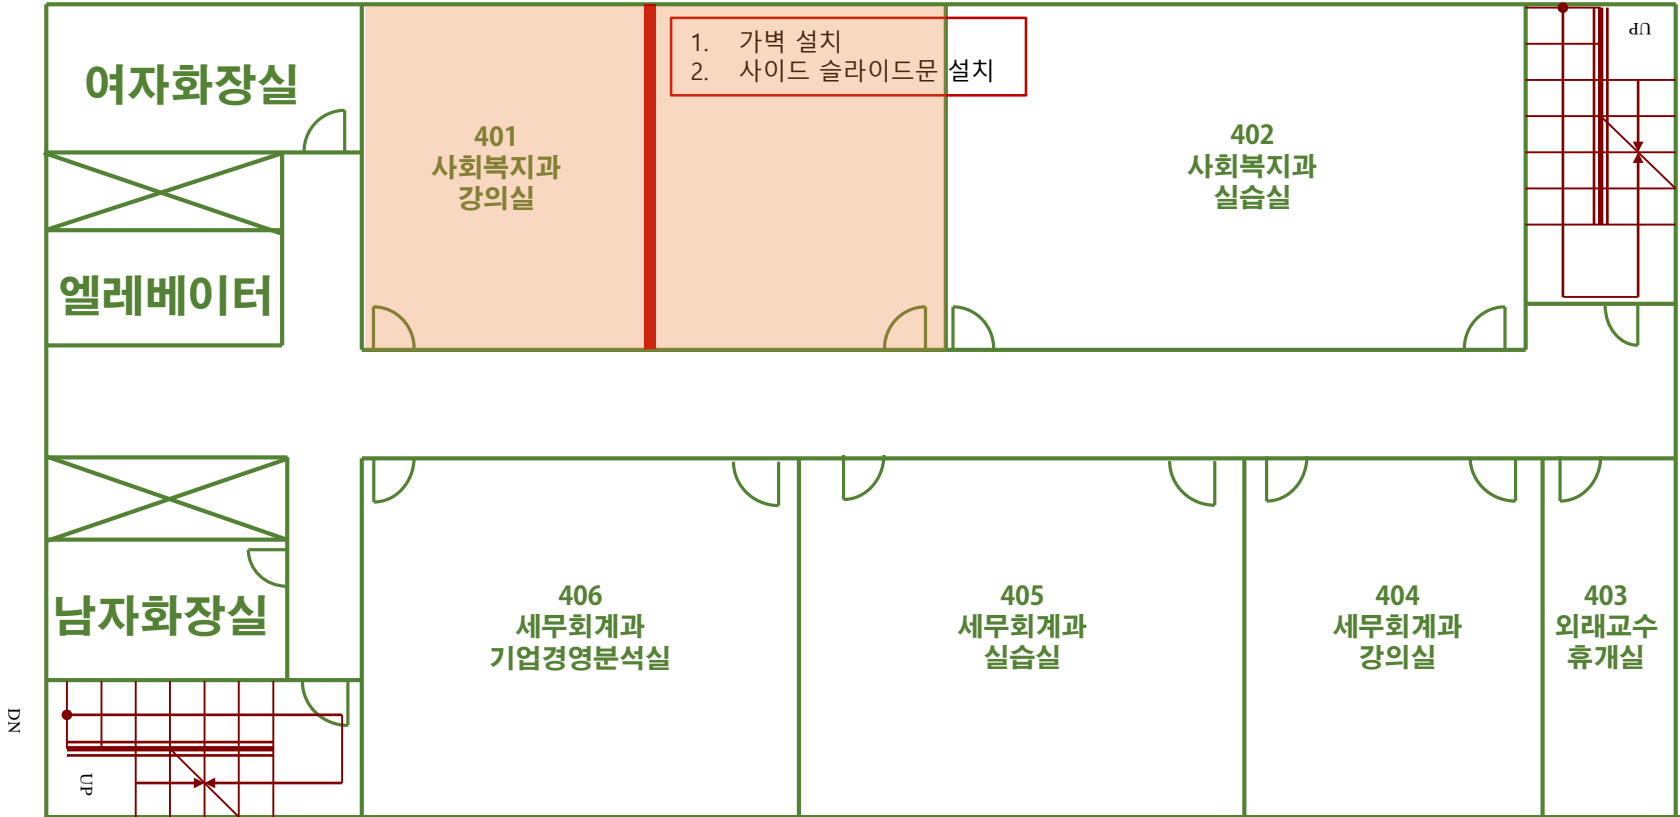 여자화장실
1. 가벽 설치
2. 사이드 슬라이드문 설치
UP
401
사회복지과
강의실
402
사회복지과
실습실
엘레베이터
남자화장실
406
세무회계과
기업경영분석실
405
세무회계과
실습실
404
세무회계과
강의실
403
외래교수
휴개실
DN
UP